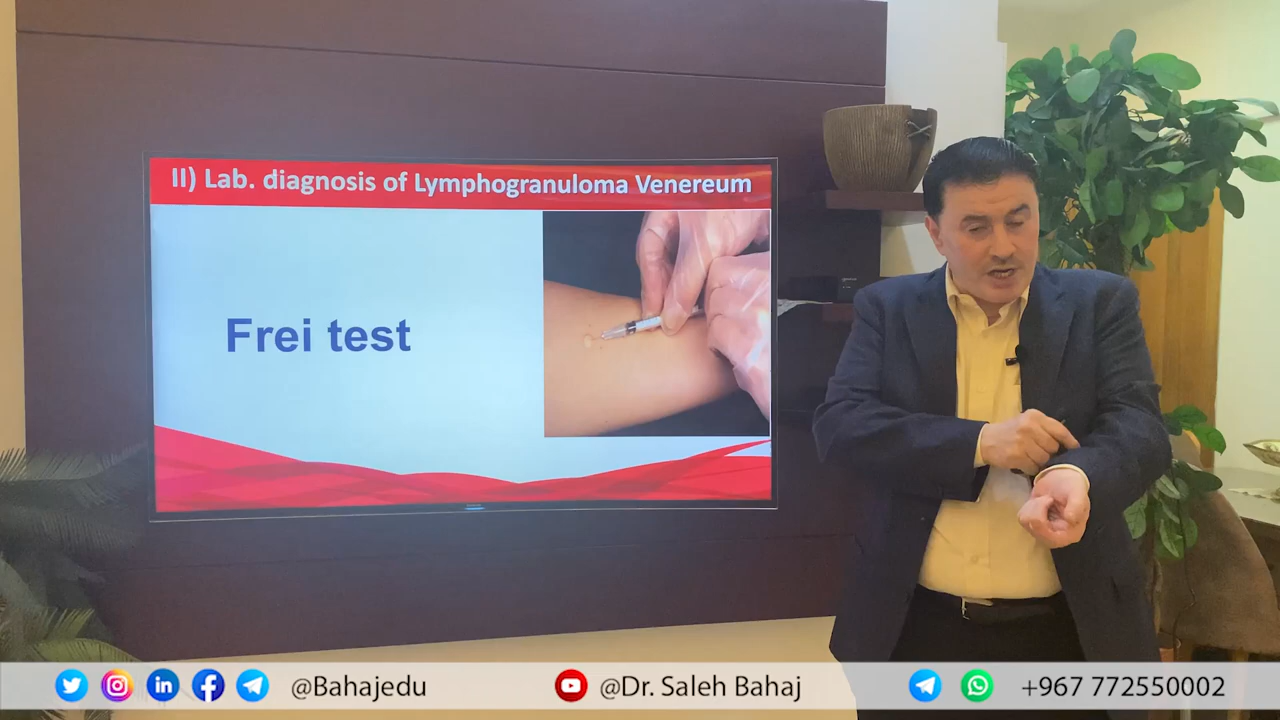 II) Lab. diagnosis of Lymphogranuloma Venereum
Frei test
@Bahajedu
@Dr. Saleh Bahaj
+967 772550002